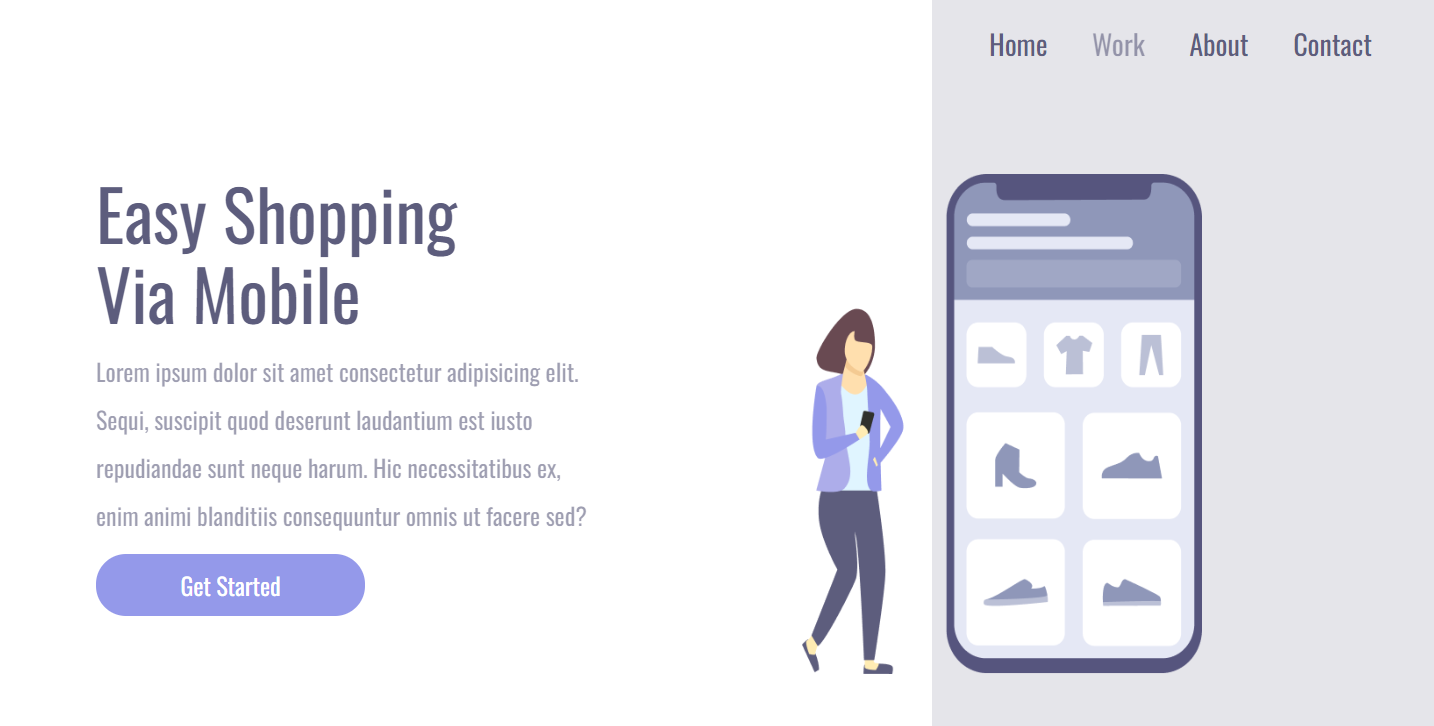 Home Work About Contact
Easy Shopping
Via Mobile
Lorem ipsum dolor sit amet consectetur adipisicing elit.
Sequi, suscipit quod deserunt laudantium est iusto
repudiandae sunt neque harum. Hic necessitatibus ex,
enim animi blanditiis consequuntur omnis ut facere sed?
Get Started